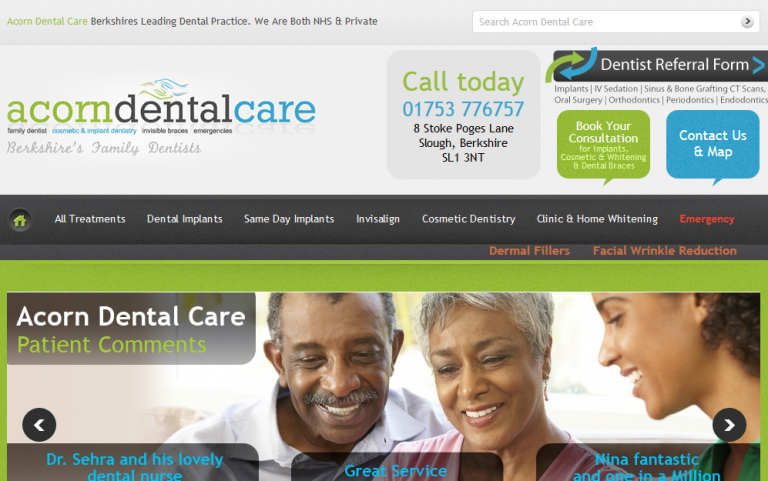 Acorn Dental Care Berkshires Leading Dental Practice. We Are Both NHS & Private
Search Acorn Dental Care
acorndentalcare
family dentist cosmetic & implant dentistry invisible braces emergencies
Berkshire's Family Dentists
Call today
01753 776757
8 Stoke Poges Lane
Slough, Berkshire
SL1 3NT
Dentist Referral Form
Implants | IV Sedation | Sinus & Bone Grafting CT Scans,
Oral Surgery | Orthodontics | Periodontics | Endodontics
Book Your
Consultation
for Implants,
Cosmetic & Whitening
& Dental Braces
Contact Us
& Map
All Treatments Dental Implants Same Day Implants Invisalign Cosmetic Dentistry Clinic & Home Whitening Emergency
Dermal Fillers Facial Wrinkle Reduction
Acorn Dental Care
Patient Comments
Dr. Sehra and his lovely
dental nurse
Great Service
Nina fantastic
and one in a Million